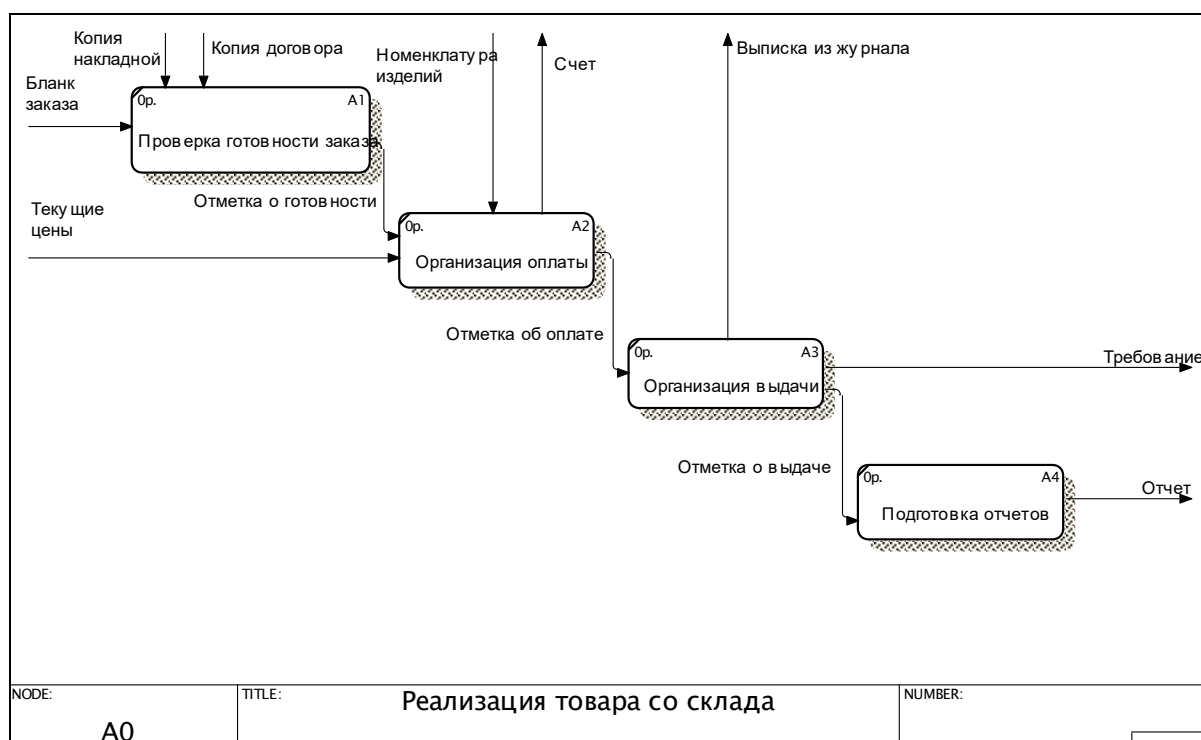 Копия
накладной
Копия договора
Номенклатура
изделий
Счет
Выписка из журнала
Бланк
заказа
0р.
A1
Проверка готовности заказа
Отметка о готовности
Текущие
цены
0р.
A2
Организация оплаты
Отметка об оплате
0р.
A3
Организация выдачи
Требование
Отметка о выдаче
0р.
A4
Подготовка отчетов
Отчет
NODE:
A0
TITLE:
Реализация товара со склада
NUMBER: